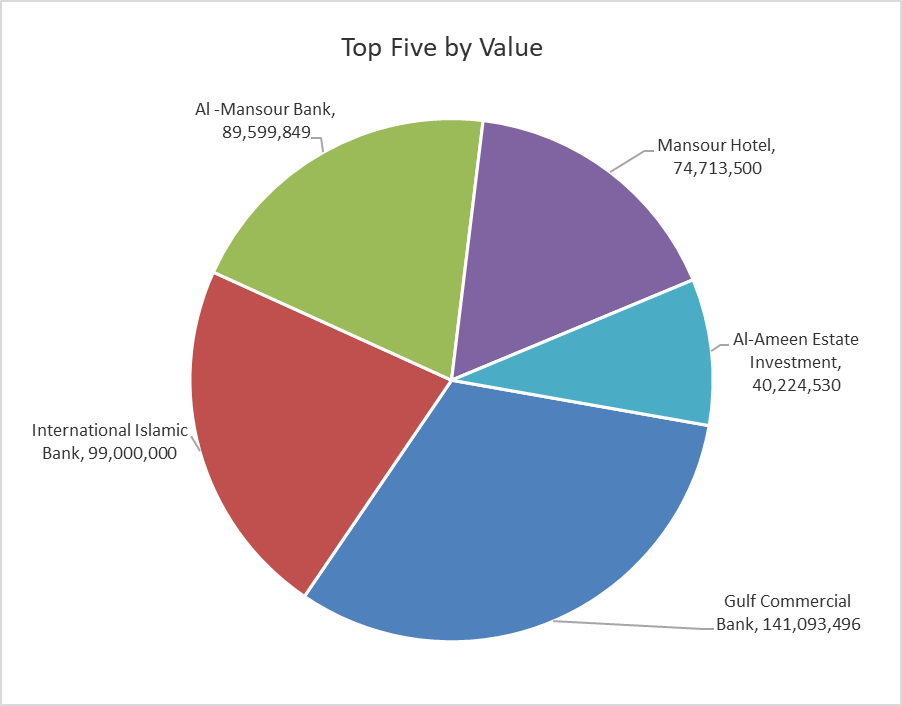 Top Five by Value
Al -Mansour Bank,
89,599,849
Mansour Hotel,
74,713,500
Al-Ameen Estate
Investment,
40,224,530
International Islamic
Bank, 99,000,000
Gulf Commercial
Bank, 141,093,496